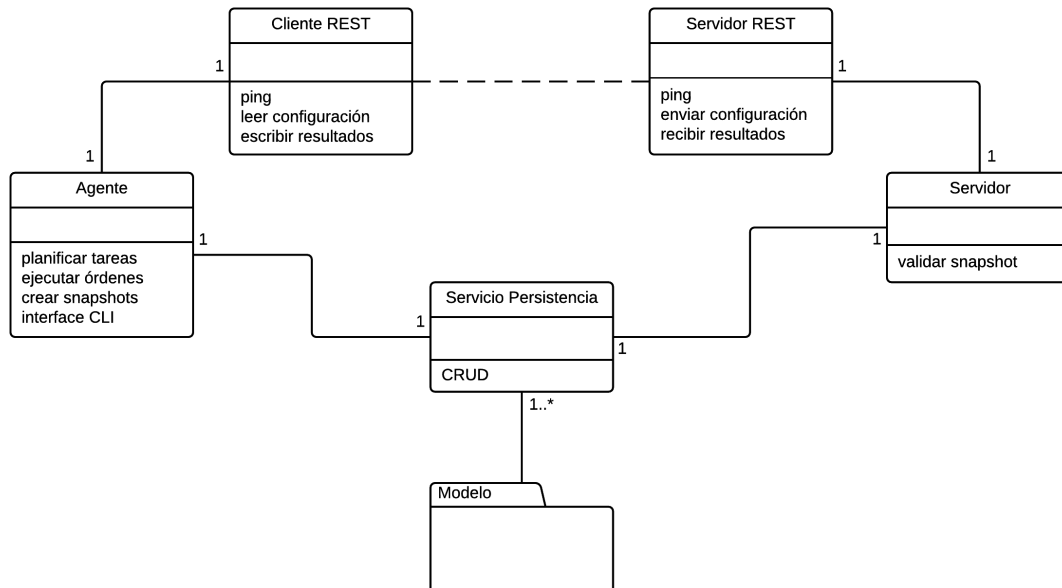 Cliente REST
Servidor REST
1
1
ping
leer configuración
escribir resultados
ping
enviar configuración
recibir resultados
1
1
Agente
Servidor
1
1
planificar tareas
ejecutar órdenes
crear snapshots
interface CLI
validar snapshot
Servicio Persistencia
1
1
CRUD
1..*
Modelo